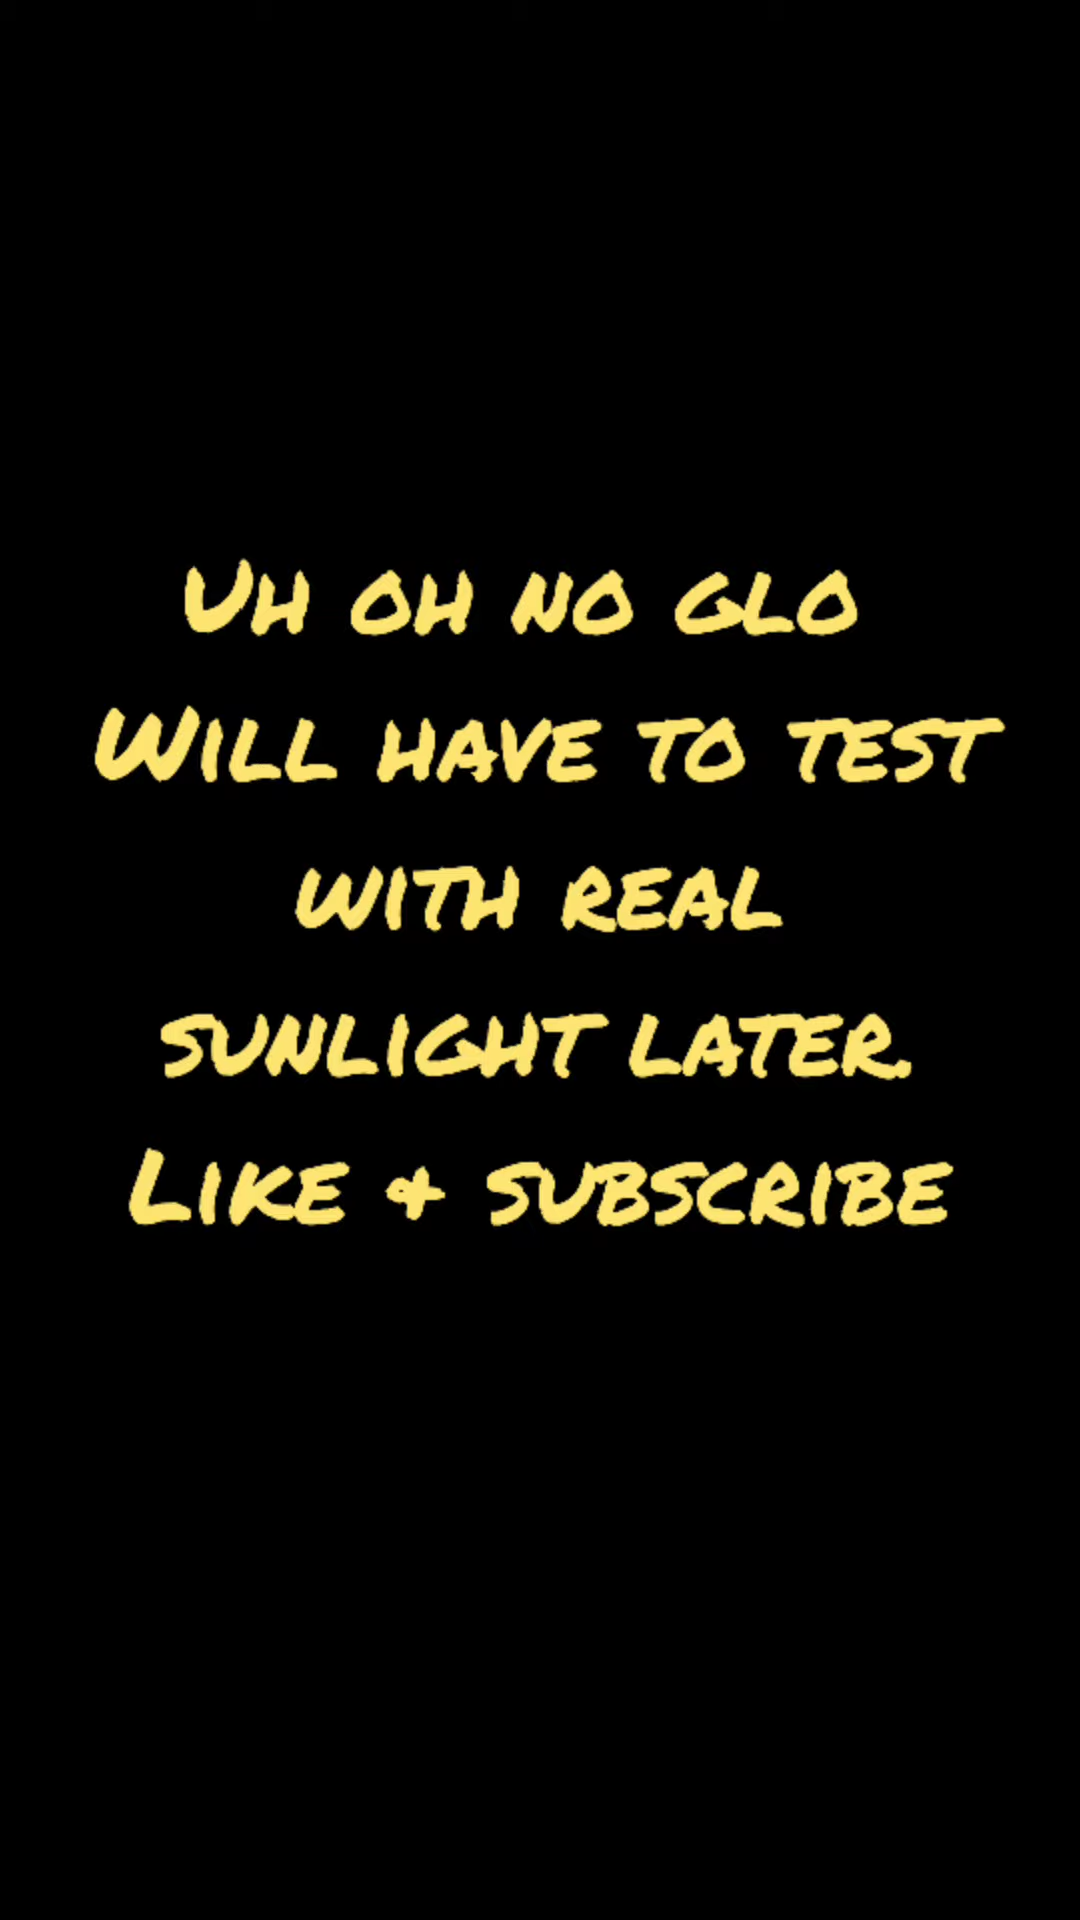 Uh oh no glo
Will have to test
with real
sunlight later.
Like & subscribe